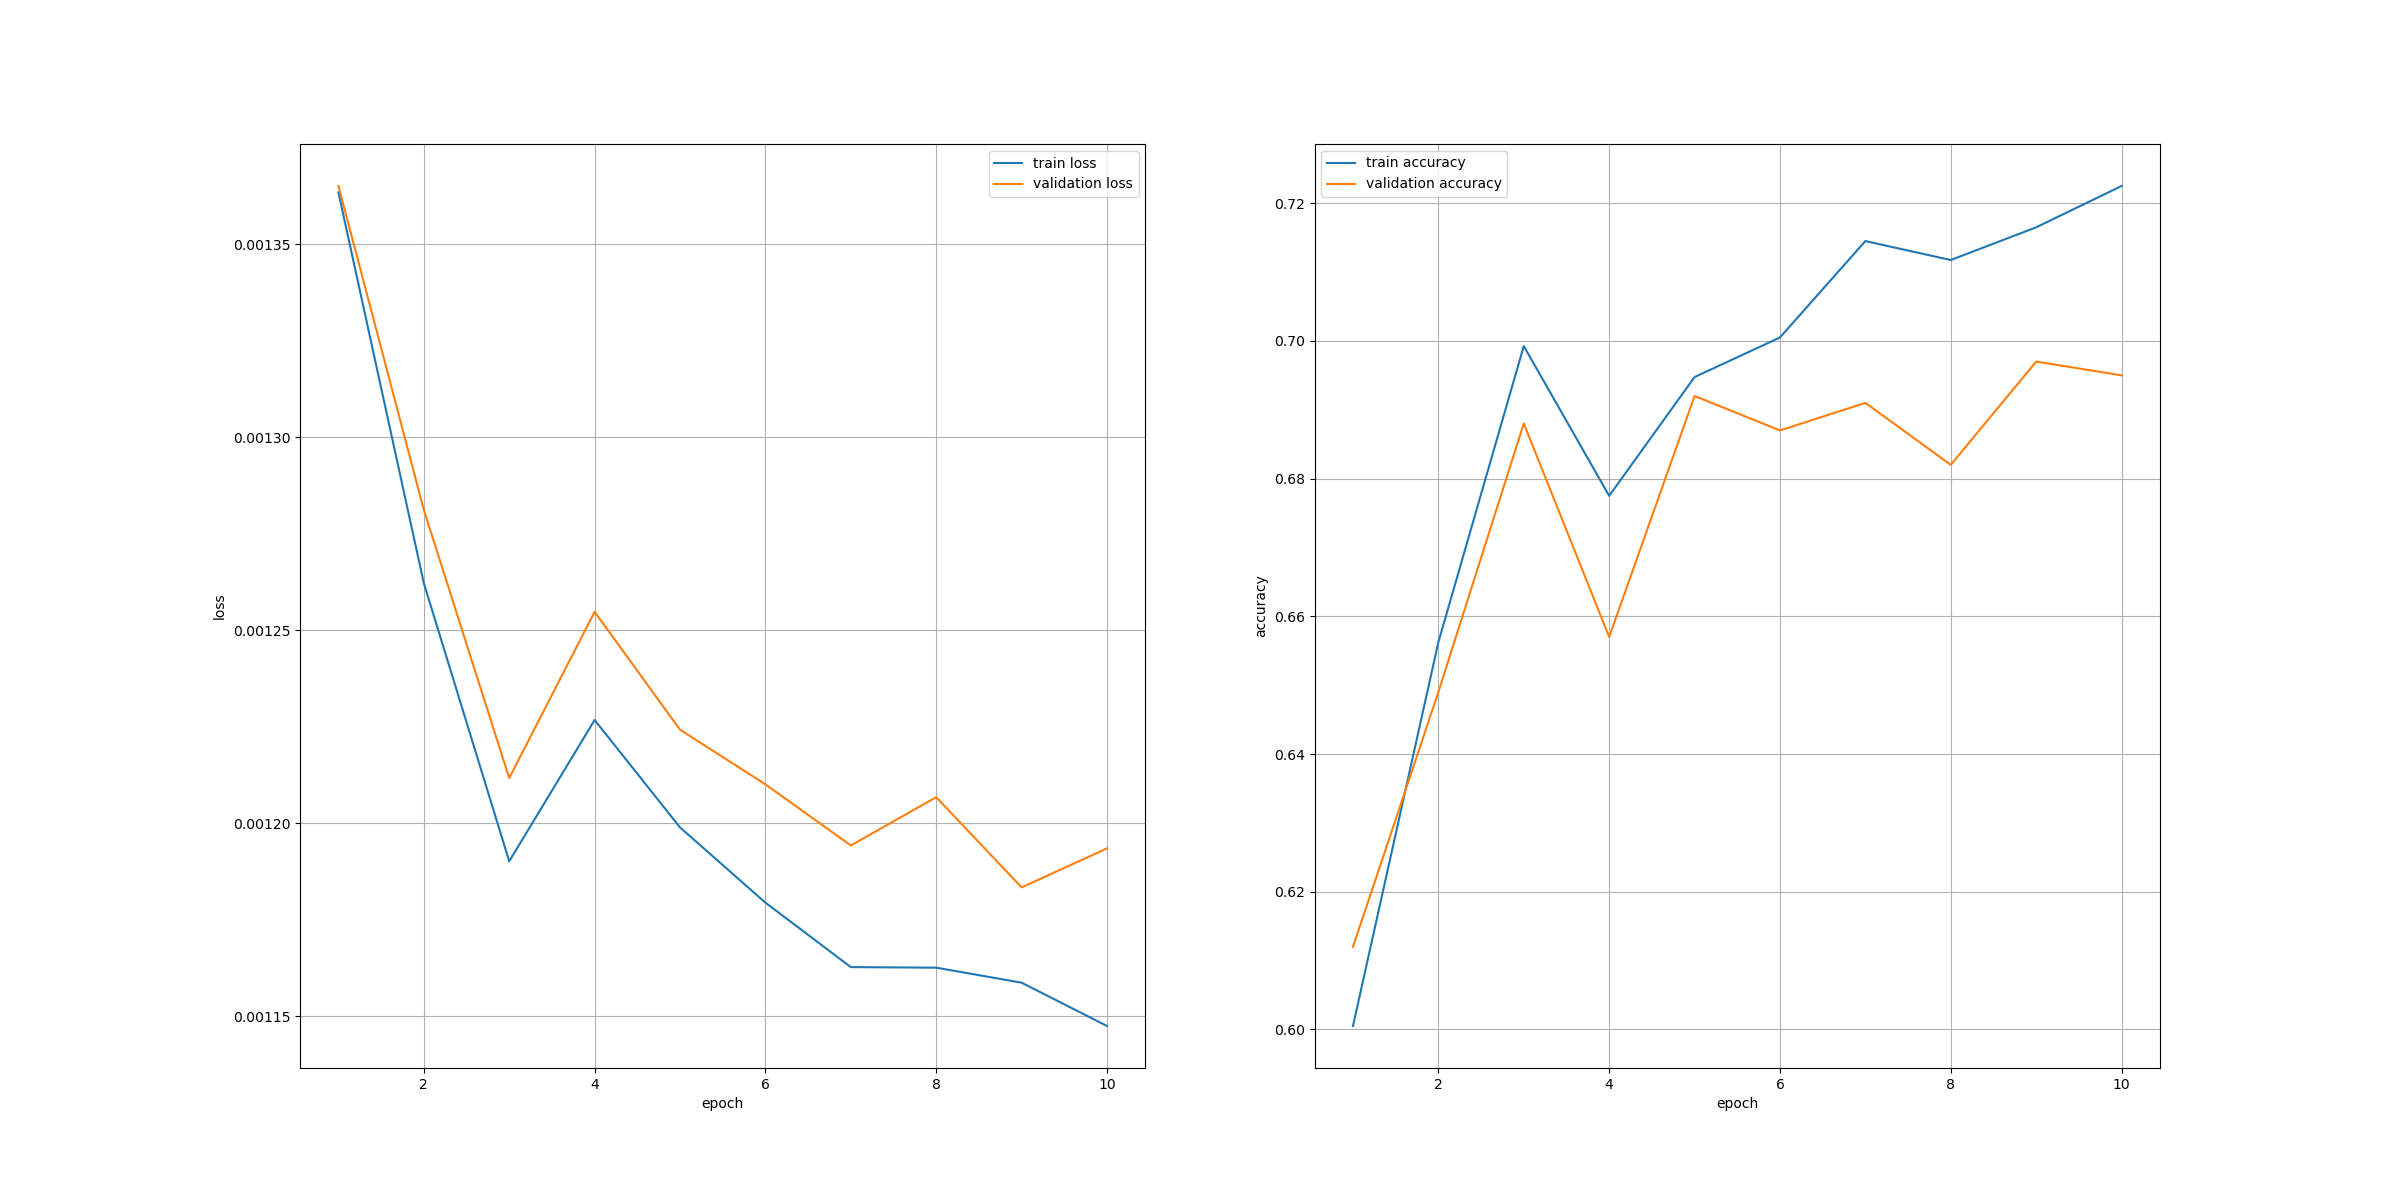 train loss
validation loss
0.00135
0.00130
0.00125
0.00120
0.00115
loss
2 4 6 8 10
epoch
train accuracy
validation accuracy
0.72
0.70
0.68
0.66
0.64
0.62
0.60
accuracy
2 4 6 8 10
epoch